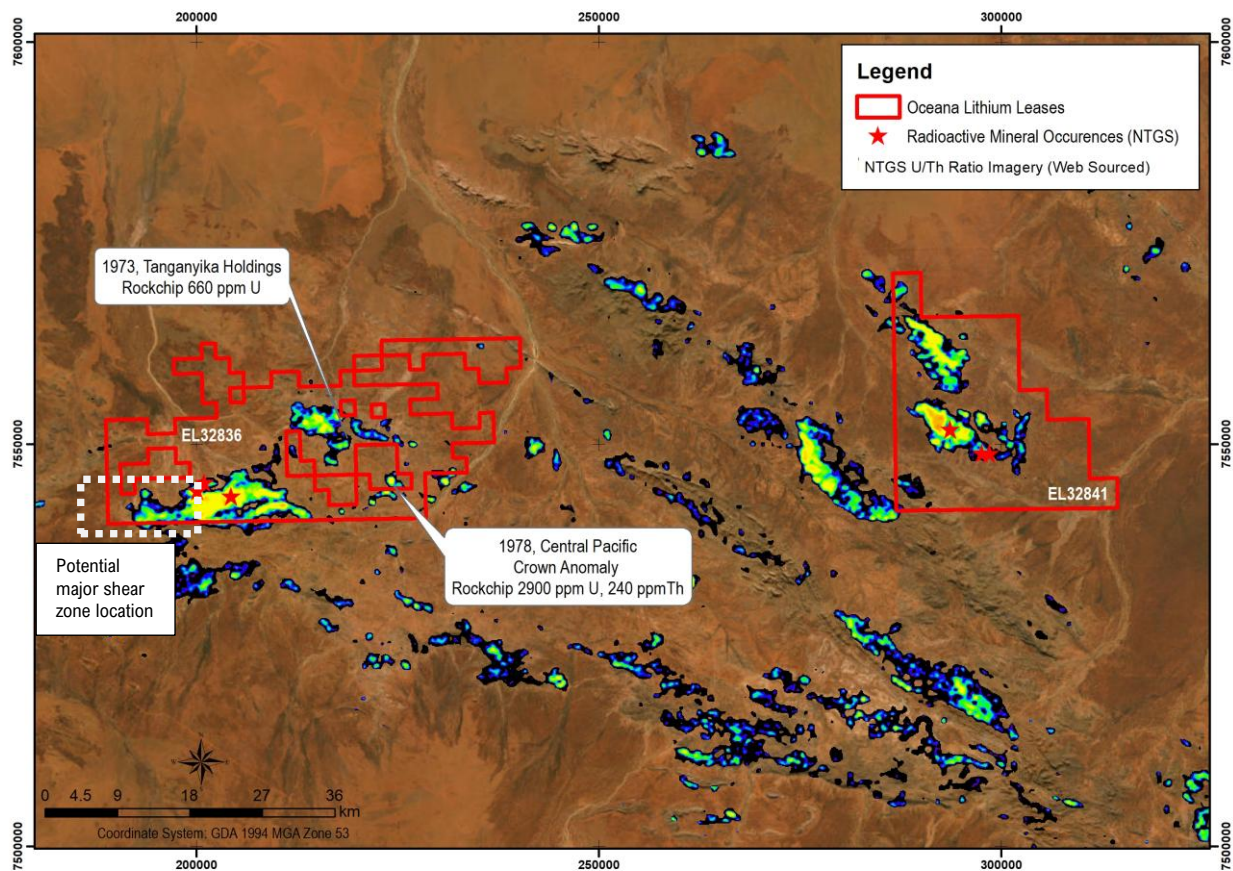 200000
250000
300000
7600000
7600000
Legend
Oceana Lithium Leases
Radioactive Mineral Occurences (NTGS)
NTGS U/Th Ratio Imagery (Web Sourced)
1973, Tanganyika Holdings
Rockchip 660 ppm U
EL32836
7550000
7550000
EL32841
Potential
major shear
zone location
1978, Central Pacific
Crown Anomaly
Rockchip 2900 ppm U, 240 ppmTh
0 4.5 9 18 27 36
km
Coordinate System: GDA 1994 MGA Zone 53
7500000
7500000
200000
250000
300000